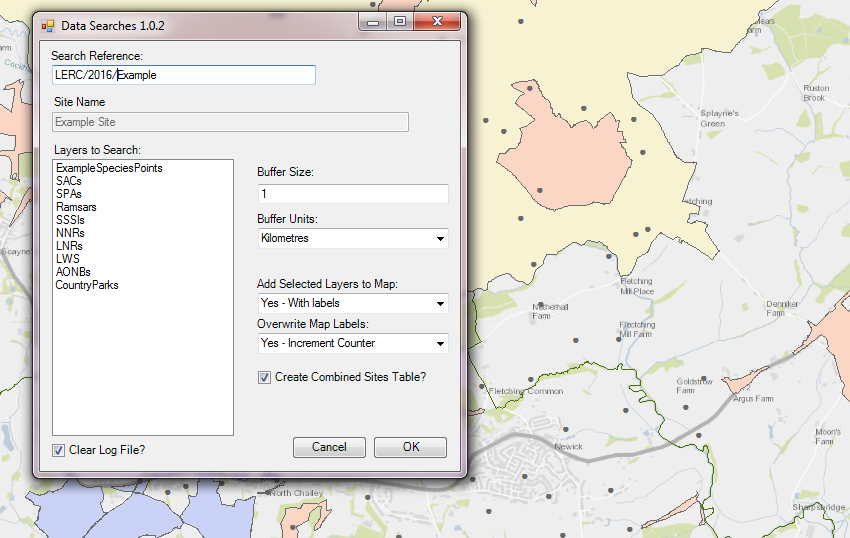 Data Searches 1.0.2
Search Reference:
LERC/2016/Example
Site Name
Example Site
Layers to Search:
ExampleSpeciesPoints
SACs
SPAs
Ramsars
SSSIs
NNRs
LNRs
LWS
AONBs
CountryParks
Buffer Size:
1
Buffer Units:
Kilometres
Add Selected Layers to Map:
Yes - With labels
Overwrite Map Labels:
Yes - Increment Counter
Create Combined Sites Table?
Clear Log File?
Cancel
OK
Farm
Splayne's
Green
Ruston
Brook
Fletching
Mill Place
Netherhall
Farm
Fletching
Mill Farm
Denniker
Farm
Goldstrow
Farm
Argus Farm
Fletching Common
Newick
Moon's
Farm
North Chailey
Sharpsbridge